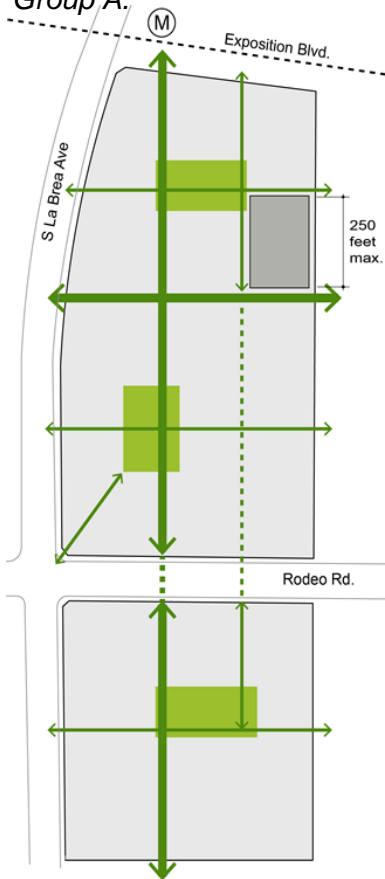 Group A.
M
Exposition Blvd.
S La Brea Ave
250
feet
max.
Rodeo Rd.